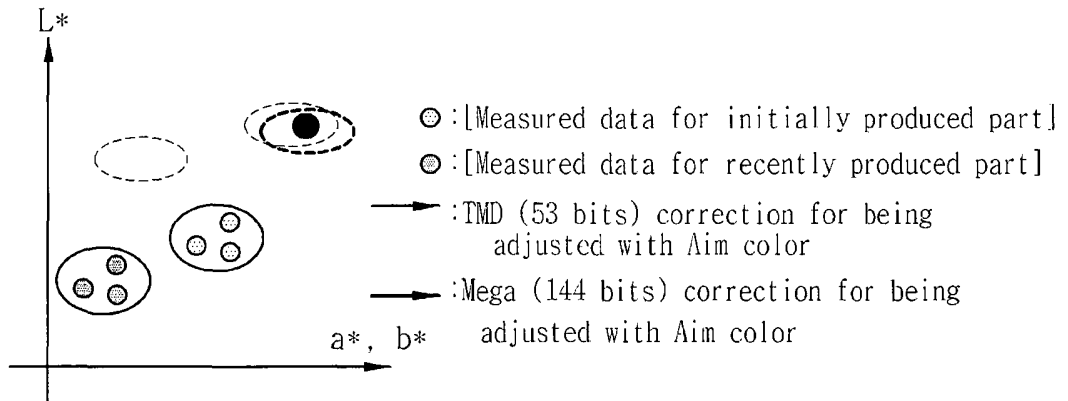 L*
:[Measured data for initially produced part]
:[Measured data for recently produced part]
:TMD (53 bits) correction for being
adjusted with Aim color
:Mega (144 bits) correction for being
adjusted with Aim color
a*, b*